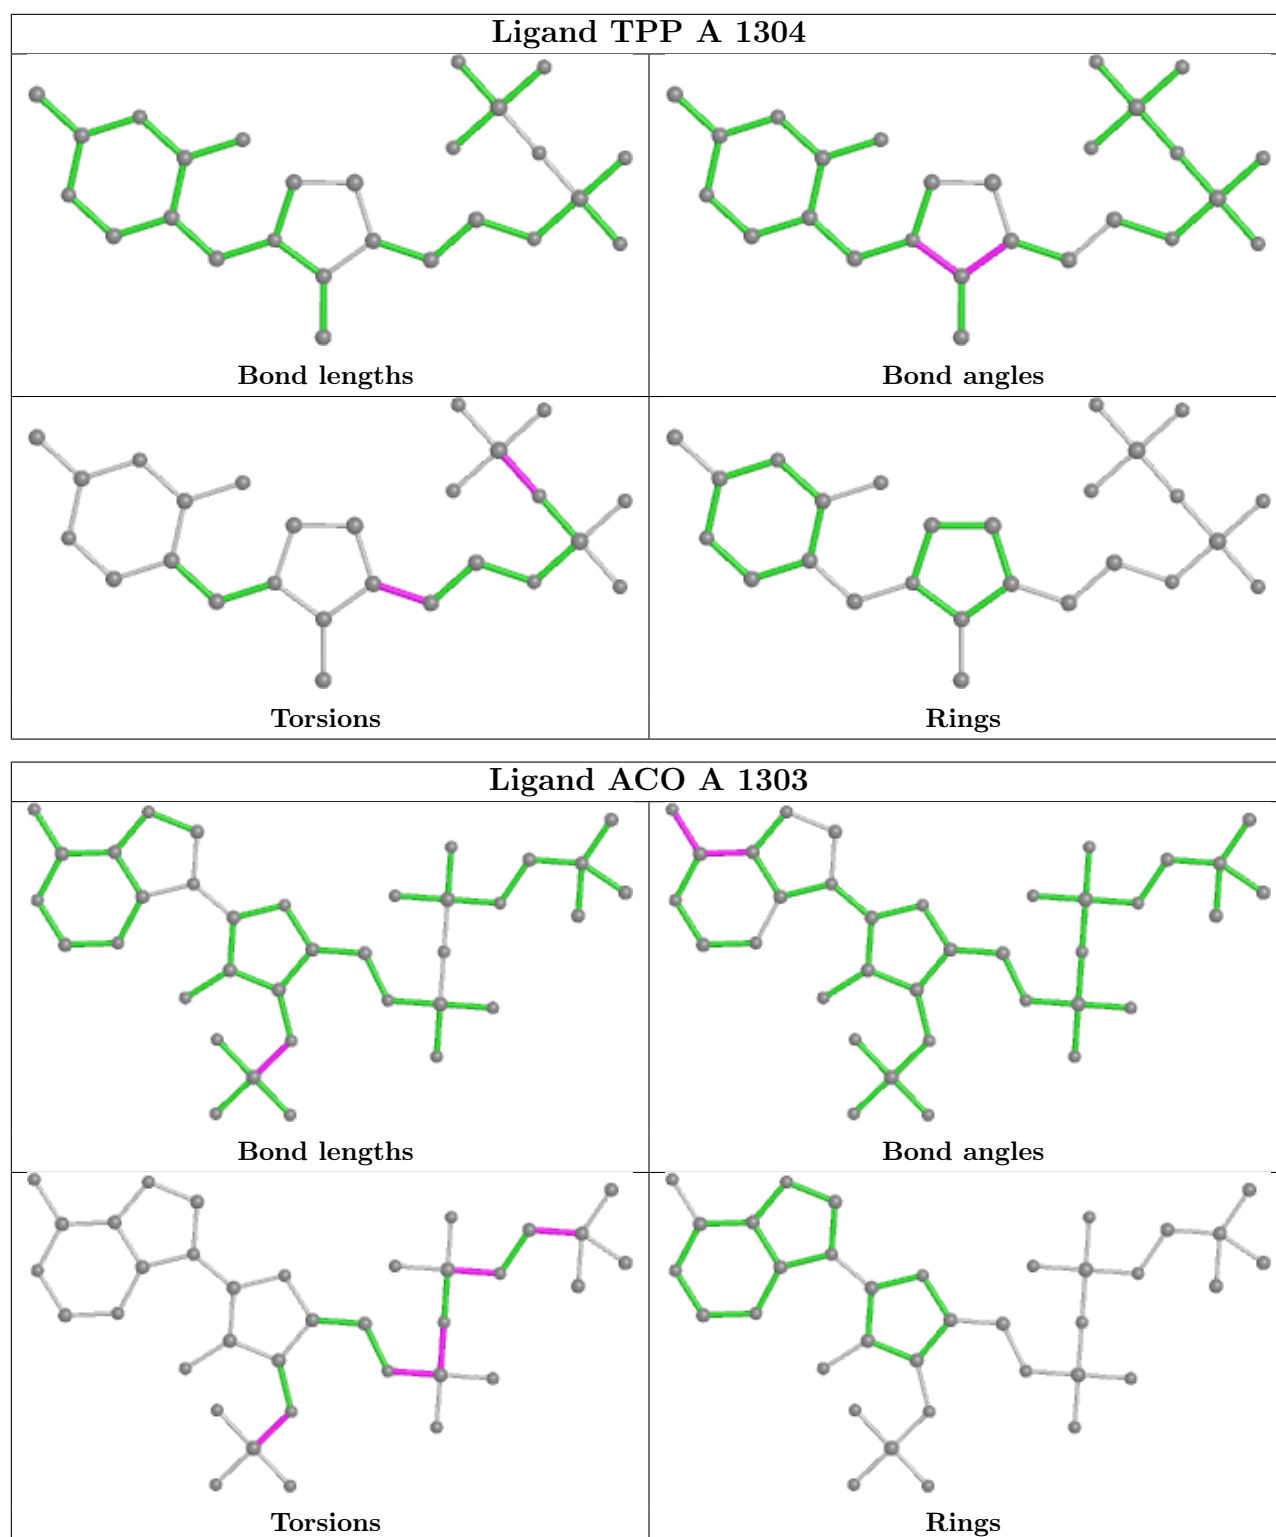 Ligand TPP A 1304
Bond lengths
Bond angles
Torsions
Rings
Ligand ACO A 1303
Bond lengths
Bond angles
Torsions
Rings